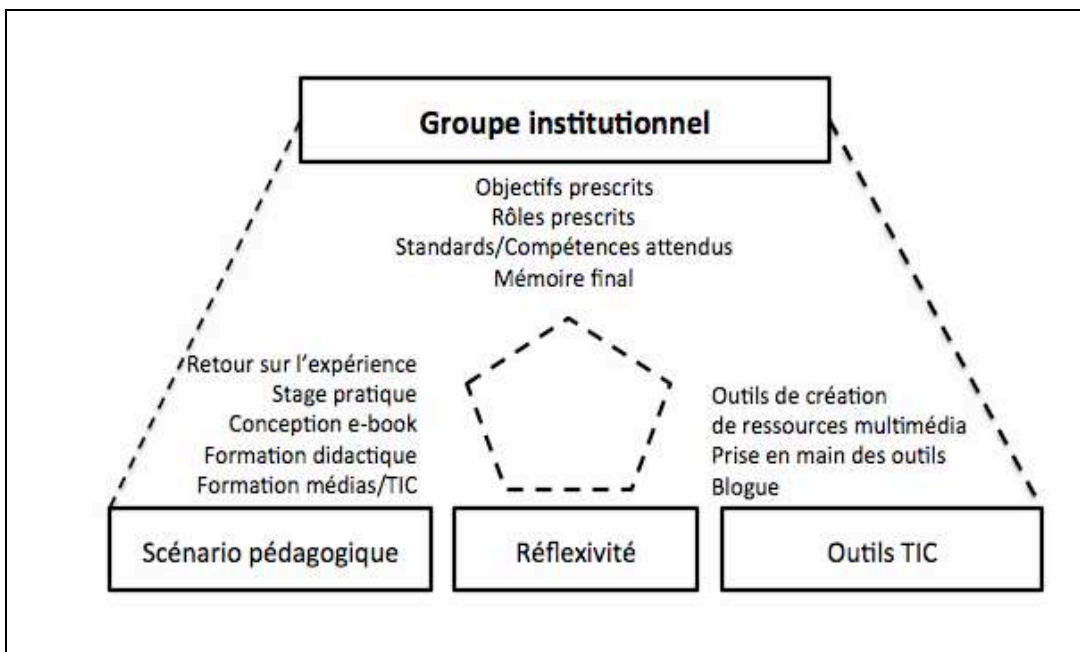 Groupe institutionnel
Objectifs prescrits
Rôles prescrits
Standards/Compétences attendus
Mémoire final
Retour sur l'expérience
Stage pratique
Conception e-book
Formation didactique
Formation médias/TIC
Outils de création
de ressources multimédia
Prise en main des outils
Blogue
Scénario pédagogique
Réflexivité
Outils TIC